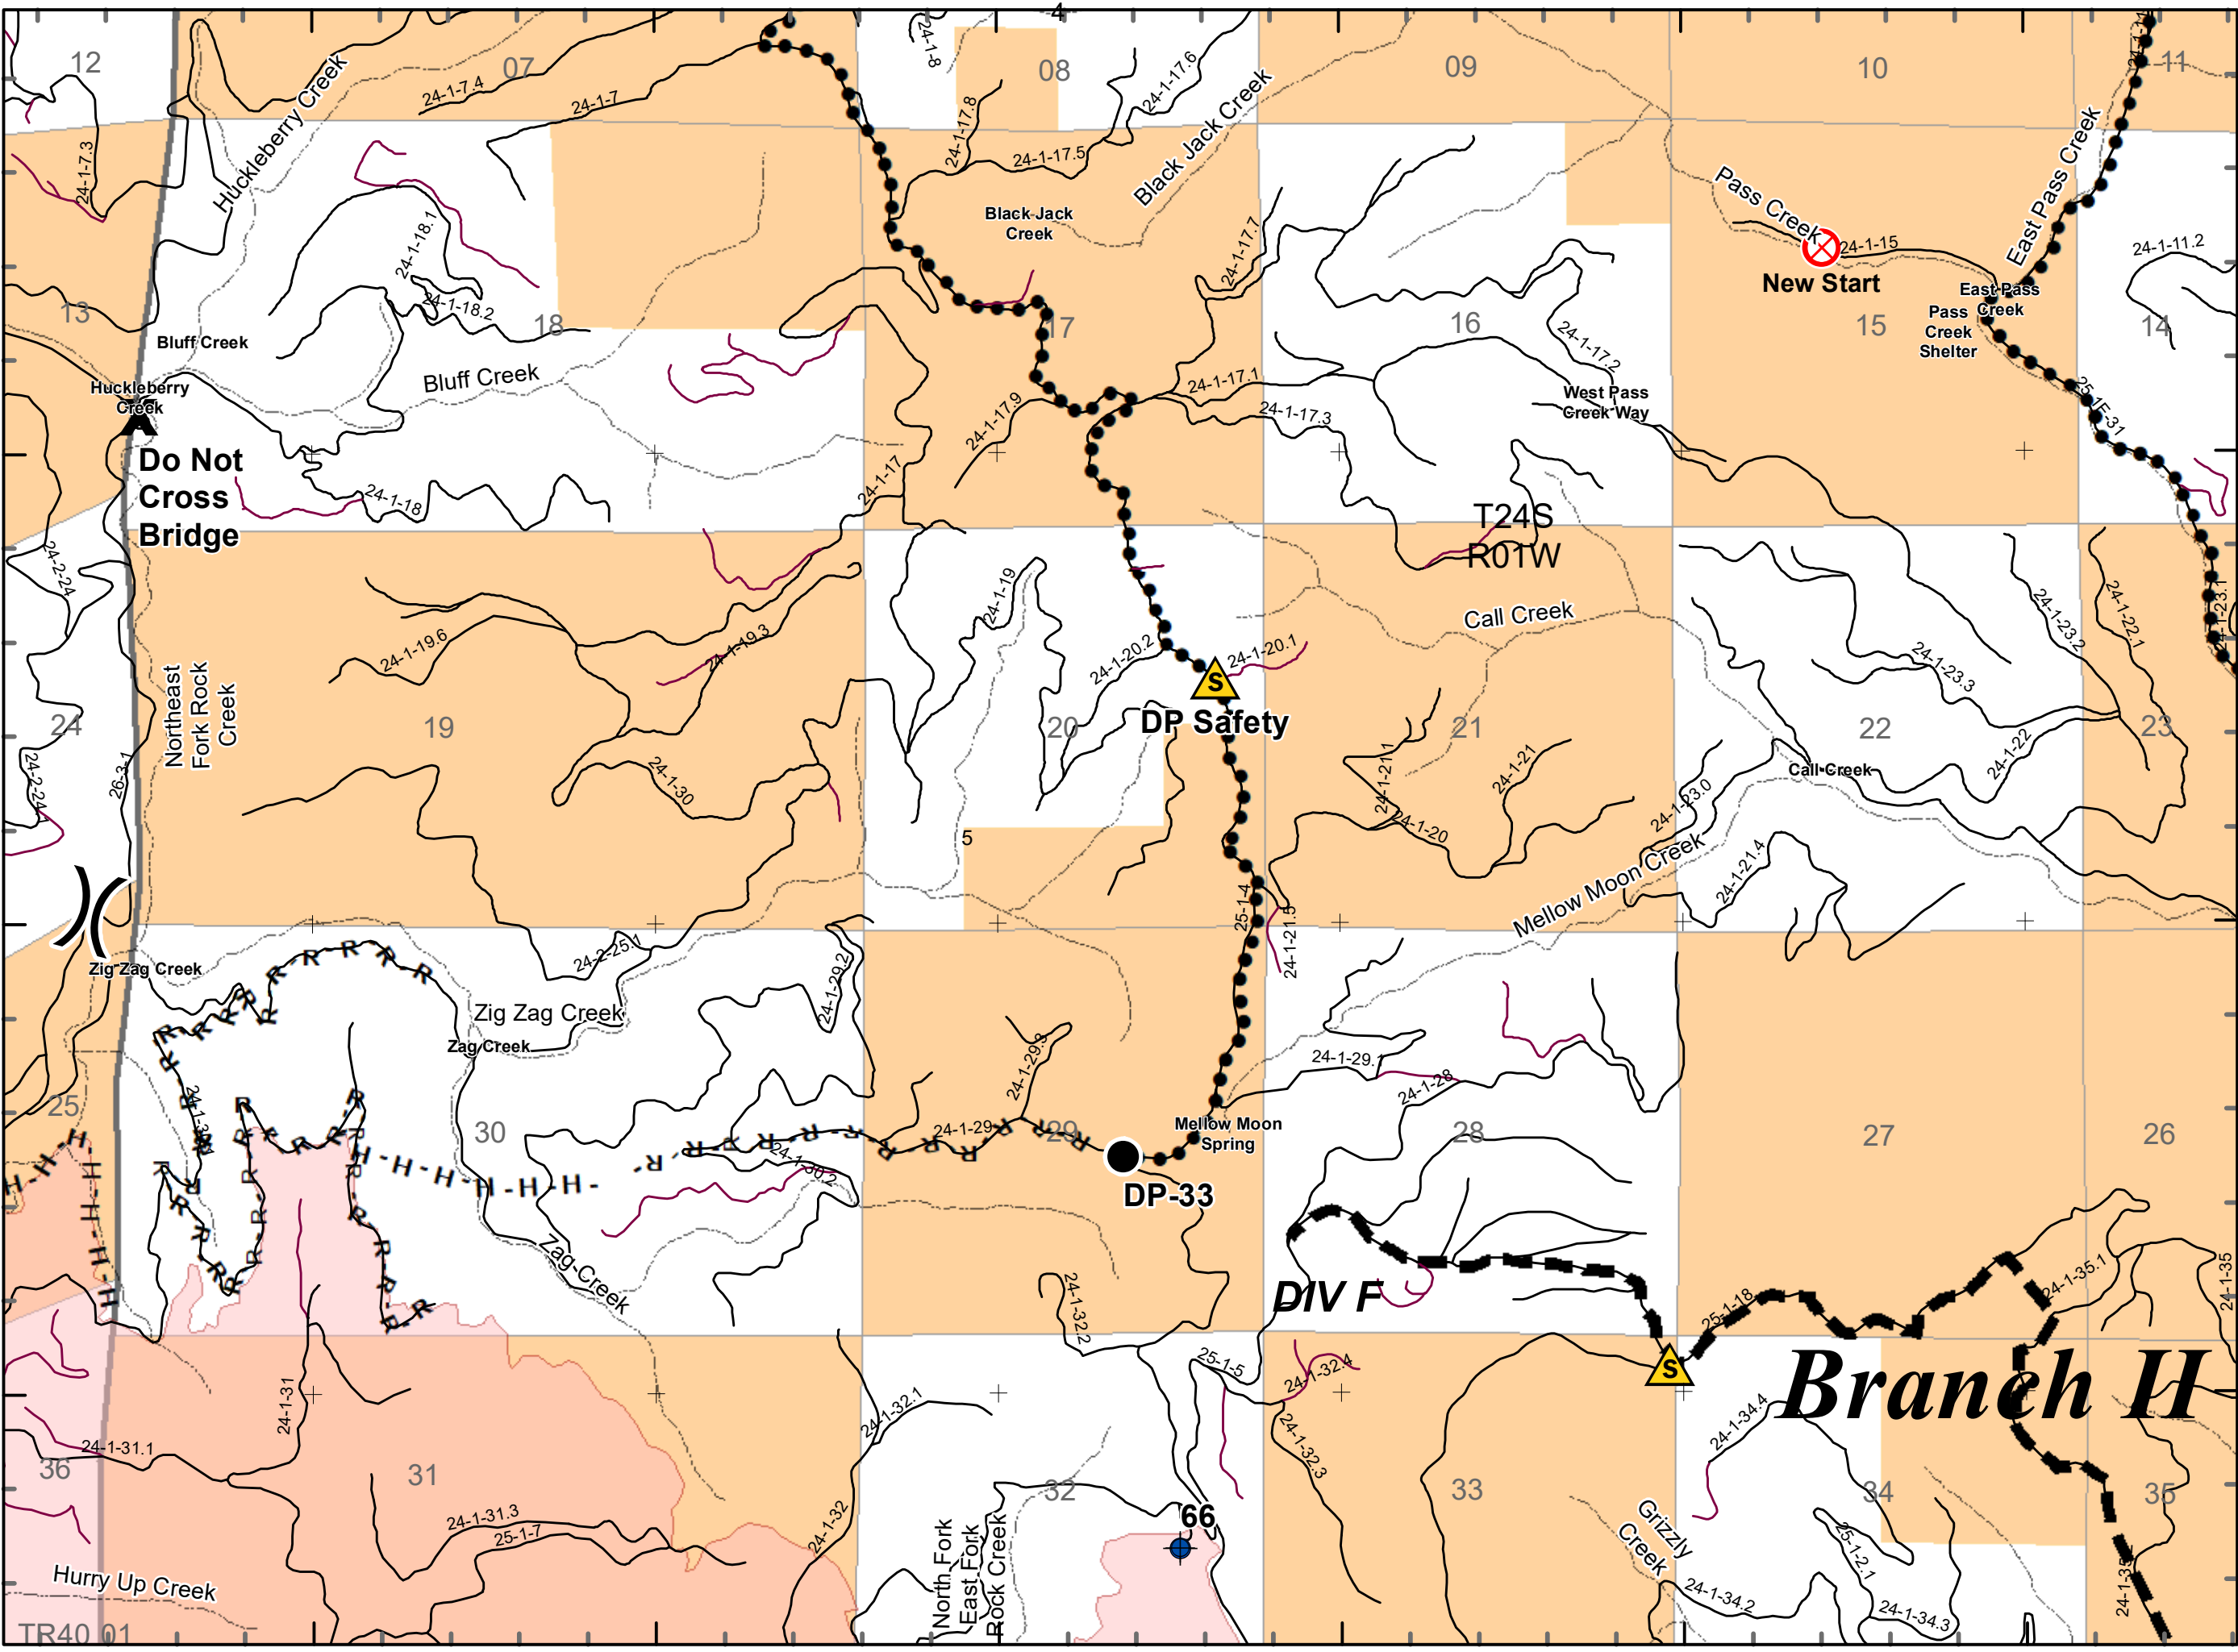 4
12
07
08
09
10
11
24-1-8
24-1-7.4
24-1-7
24-1-17.6
24-1-17.8
24-1-17.5
24-1-7.3
Huckleberry Creek
Black Jack Creek
Pass Creek
East Pass Creek
Black Jack
Creek
24-1-18.1
24-1-17.7
24-1-15
24-1-11.2
New Start
East Pass
Creek
Pass
Creek
Shelter
13
18
17
16
15
14
24-1-18.2
24-1-17.2
Bluff Creek
Bluff Creek
Huckleberry
Creek
24-1-17.1
24-1-17.3
24-1-17.9
West Pass
Creek Way
25-1E-31
Do Not
Cross
Bridge
24-1-17
24-1-18
T24S
R01W
24-2-24
24-1-19
24-1-19.6
24-1-19.3
24-1-20.2
24-1-20.1
Call Creek
24-1-23.2
24-1-22.1
24-1-23.1
24-1-23.3
S
DP Safety
Northeast
Fork Rock
Creek
24
19
20
21
22
23
24-2-24.1
26-3-1
24-1-30
24-1-21.1
24-1-21
24-1-20
24-1-23.0
Call Creek
24-1-22
5
Mellow Moon Creek
24-1-21.4
25-1-4
24-1-21.5
Zig Zag Creek
24-2-25.1
24-1-29.2
Zig Zag Creek
Zag Creek
24-1-29.3
24-1-29.1
24-1-28
25
30
29
28
27
26
24-1-29
Mellow Moon
Spring
24-1-30.2
DP-33
Zag Creek
DIV F
24-1-32.2
25-1-18
24-1-35.1
24-1-35
25-1-5
24-1-32.4
S
Branch II
24-1-31
24-1-32.1
24-1-32.3
24-1-34.4
24-1-31.1
36
31
32
33
34
35
24-1-31.3
25-1-7
24-1-32
66
North Fork
East Fork
Rock Creek
Grizzly
Creek
25-1-2.1
24-1-34.2
24-1-34.3
Hurry Up Creek
TR40 01